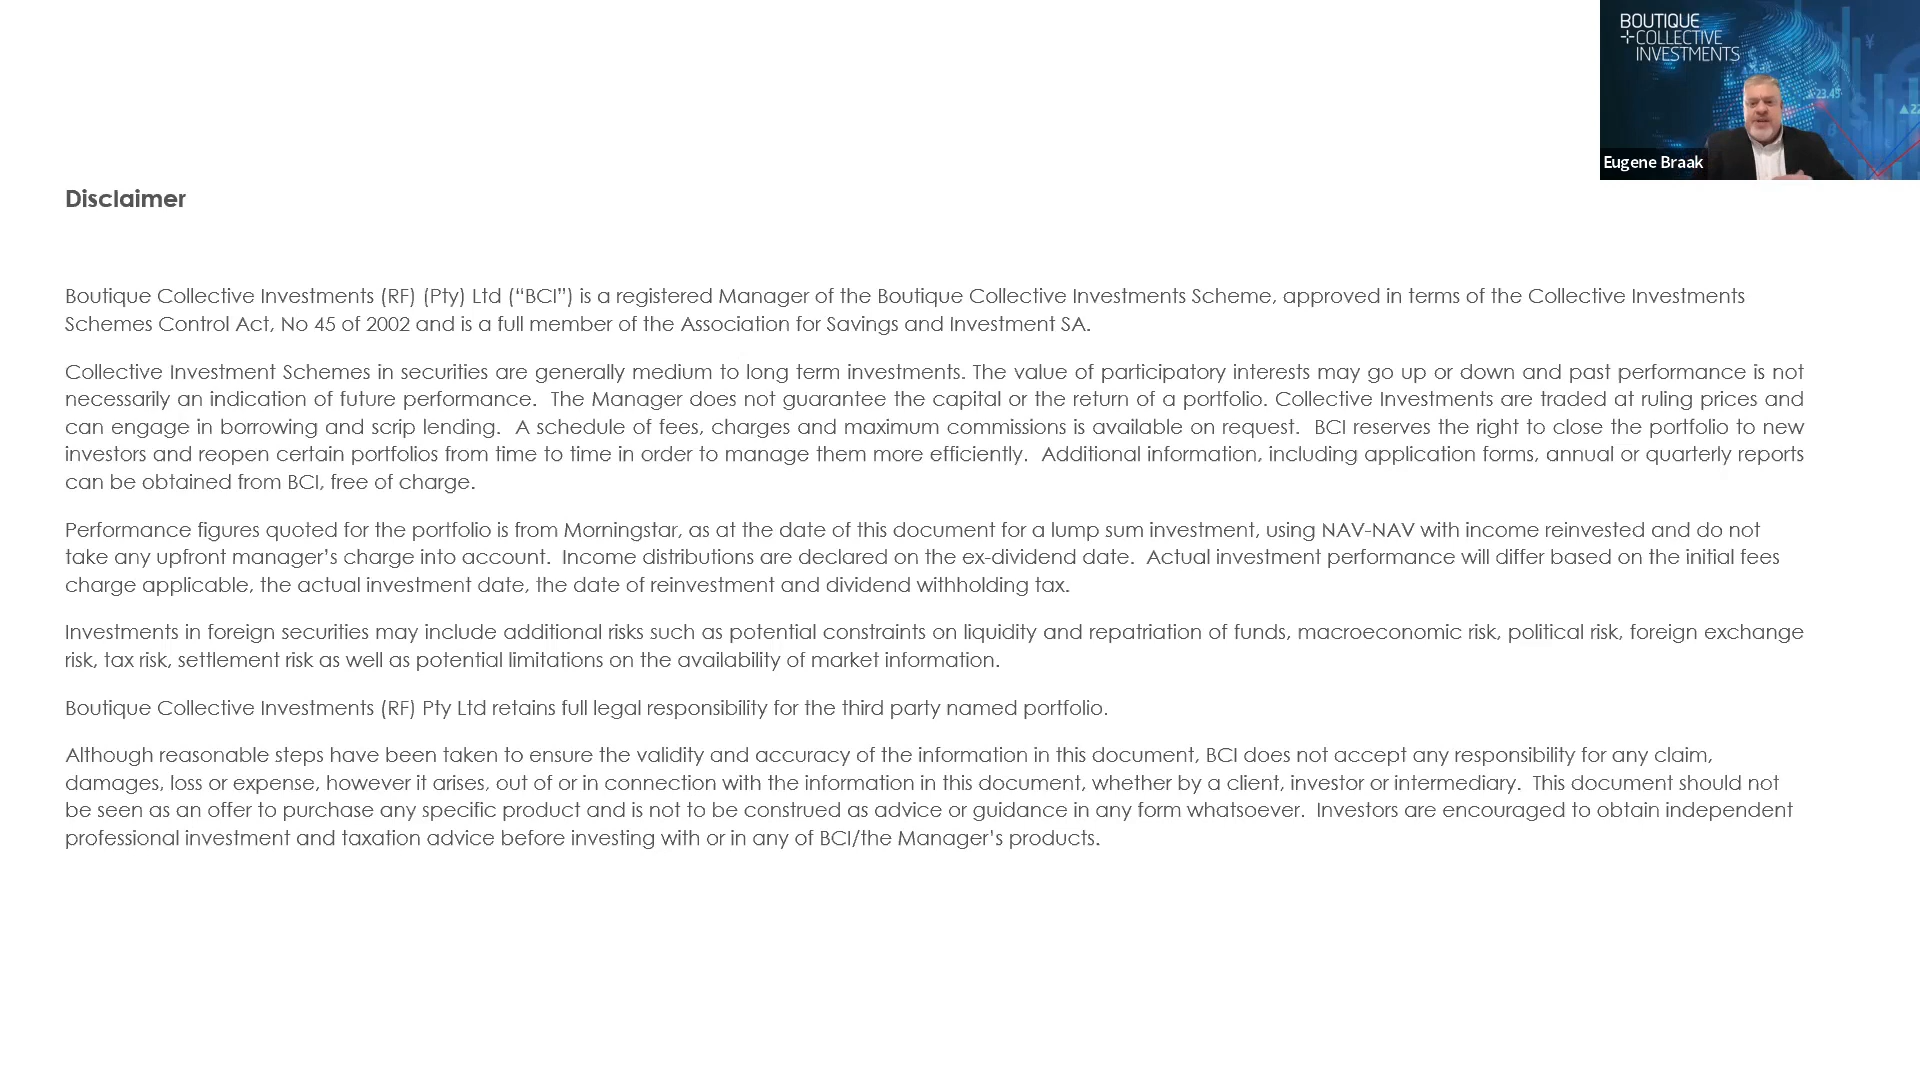 BOUTIQUE
COLLECTIVE
INVESTMENTS
23.45
Eugene Braak
Disclaimer
Boutique Collective Investments (RF) (Pty) Ltd (“BCI”) is a registered Manager of the Boutique Collective Investments Scheme, approved in terms of the Collective Investments
Schemes Control Act, No 45 of 2002 and is a full member of the Association for Savings and Investment SA.
Collective Investment Schemes in securities are generally medium to long term investments. The value of participatory interests may go up or down and past performance is not
necessarily an indication of future performance. The Manager does not guarantee the capital or the return of a portfolio. Collective Investments are traded at ruling prices and
can engage in borrowing and scrip lending. A schedule of fees, charges and maximum commissions is available on request. BCI reserves the right to close the portfolio to new
investors and reopen certain portfolios from time to time in order to manage them more efficiently. Additional information, including application forms, annual or quarterly reports
can be obtained from BCI, free of charge.
Performance figures quoted for the portfolio is from Morningstar, as at the date of this document for a lump sum investment, using NAV-NAV with income reinvested and do not
take any upfront manager’s charge into account. Income distributions are declared on the ex-dividend date. Actual investment performance will differ based on the initial fees
charge applicable, the actual investment date, the date of reinvestment and dividend withholding tax.
Investments in foreign securities may include additional risks such as potential constraints on liquidity and repatriation of funds, macroeconomic risk, political risk, foreign exchange
risk, tax risk, settlement risk as well as potential limitations on the availability of market information.
Boutique Collective Investments (RF) Pty Ltd retains full legal responsibility for the third party named portfolio.
Although reasonable steps have been taken to ensure the validity and accuracy of the information in this document, BCI does not accept any responsibility for any claim,
damages, loss or expense, however it arises, out of or in connection with the information in this document, whether by a client, investor or intermediary. This document should not
be seen as an offer to purchase any specific product and is not to be construed as advice or guidance in any form whatsoever. Investors are encouraged to obtain independent
professional investment and taxation advice before investing with or in any of BCI/the Manager’s products.